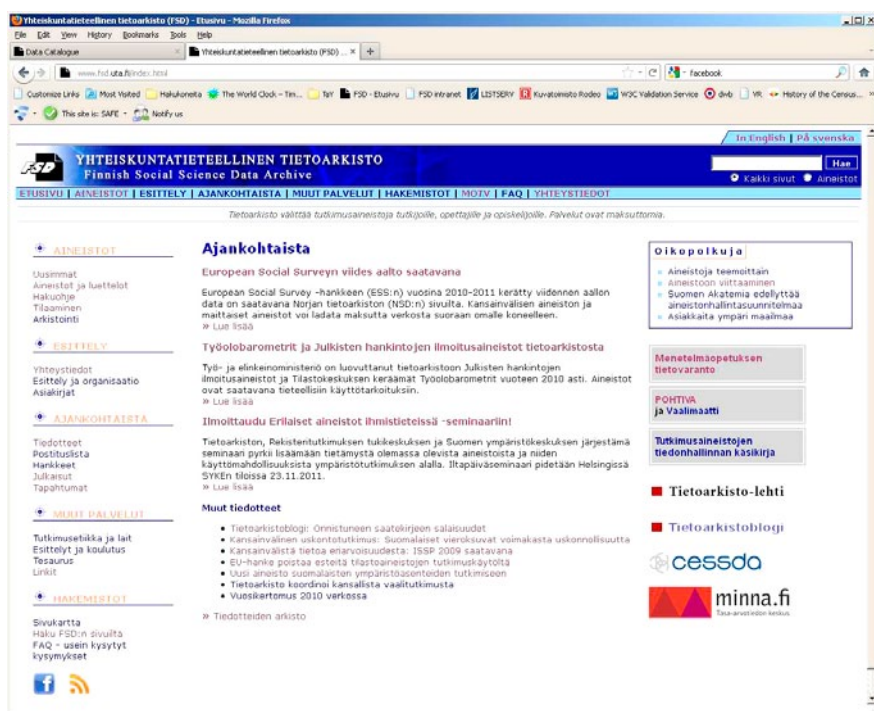 Yhteiskuntatieteellinen tietoarkisto (FSD) - Etusivu - Mozilla Firefox
File Edit View History Bookmarks Tools Help
Data Catalogue
Yhteiskuntatieteellinen tietoarkisto (FSD) ...
www.fsd.uta.fi/index.html
facebook
Customize Links Most Visited Hakukoneita The World Clock - Tim... TaY FSD - Etusivu FSD intranet LISTSERV Kuvatoimisto Rodeo W3C Validation Service dvb VR History of the Census...
This site is: SAFE Notify us
In English | På svenska
FSD
YHTEISKUNTATIETEELLINEN TIETOARKISTO
Finnish Social Science Data Archive
Hae
Kaikki sivut Aineistot
ETUSIVU | AINEISTOT | ESITTELY | AJANKOHTAISTA | MUUT PALVELUT | HAKEMISTOT | MOTV | FAQ | YHTEYSTIEDOT
Tietoarkisto välittää tutkimusaineistoja tutkijoille, opettajille ja opiskelijoille. Palvelut ovat maksuttomia.
AINEISTOT
Uusimmat
Aineistot ja luettelot
Hakuohje
Tilaaminen
Arkistointi
ESITTELY
Yhteystiedot
Esittely ja organisaatio
Asiakirjat
AJANKOHTAISTA
Tiedotteet
Postituslista
Hankkeet
Julkaisut
Tapahtumat
MUUT PALVELUT
Tutkimusetiikka ja lait
Esittelyt ja koulutus
Tesaurus
Linkit
HAKEMISTOT
Sivukartta
Haku FSD:n sivuilta
FAQ - usein kysytyt
kysymykset
Ajankohtaista
European Social Surveyn viides aalto saatavana
European Social Survey -hankkeen (ESS:n) vuosina 2010-2011 kerätty viidennen aallon
data on saatavana Norjan tietoarkiston (NSD:n) sivuilta. Kansainvälisen aineiston ja
maittaiset aineistot voi ladata maksutta verkosta suoraan omalle koneelleen.
» Lue lisää
Työolobarometrit ja Julkisten hankintojen ilmoitusaineistot tietoarkistosta
Työ- ja elinkeinoministeriö on luovuttanut tietoarkistoon Julkisten hankintojen
ilmoitusaineistot ja Tilastokeskuksen keräämät Työolobarometrit vuoteen 2010 asti. Aineistot
ovat saatavana tieteellisiin käyttötarkoituksiin.
» Lue lisää
Ilmoittaudu Erilaiset aineistot ihmistieteissä -seminaariin!
Tietoarkiston, Rekisteritutkimuksen tukikeskuksen ja Suomen ympäristökeskuksen järjestämä
seminaari pyrkii lisäämään tietämystä olemassa olevista aineistoista ja niiden
käyttömahdollisuuksista ympäristötutkimuksen alalla. Iltapäiväseminaari pidetään Helsingissä
SYKEn tiloissa 23.11.2011.
» Lue lisää
Muut tiedotteet
Tietoarkistoblogi: Onnistuneen saatekirjeen salaisuudet
Kansainvälinen uskontotutkimus: Suomalaiset vieroksuvat voimakasta uskonnollisuutta
Kansainvälistä tietoa eriarvoisuudesta: ISSP 2009 saatavana
EU-hanke poistaa esteitä tilastoaineistojen tutkimuskäytöltä
Uusi aineisto suomalaisten ympäristöasenteiden tutkimiseen
Tietoarkisto koordinoi kansallista vaalitutkimusta
Vuosikertomus 2010 verkossa
» Tiedotteiden arkisto
Oikopolkuja
Aineistoja teemoittain
Aineistoon viittaaminen
Suomen Akatemia edellyttää
aineistonhallintasuunnitelmaa
Asiakkaita ympäri maailmaa
Menetelmäopetuksen
tietovaranto
POHTIVA
ja Vaalimaatti
Tutkimusaineistojen
tiedonhallinnan käsikirja
Tietoarkisto-lehti
Tietoarkistoblogi
cessda
minna.fi
Tasa-arvotiedon keskus